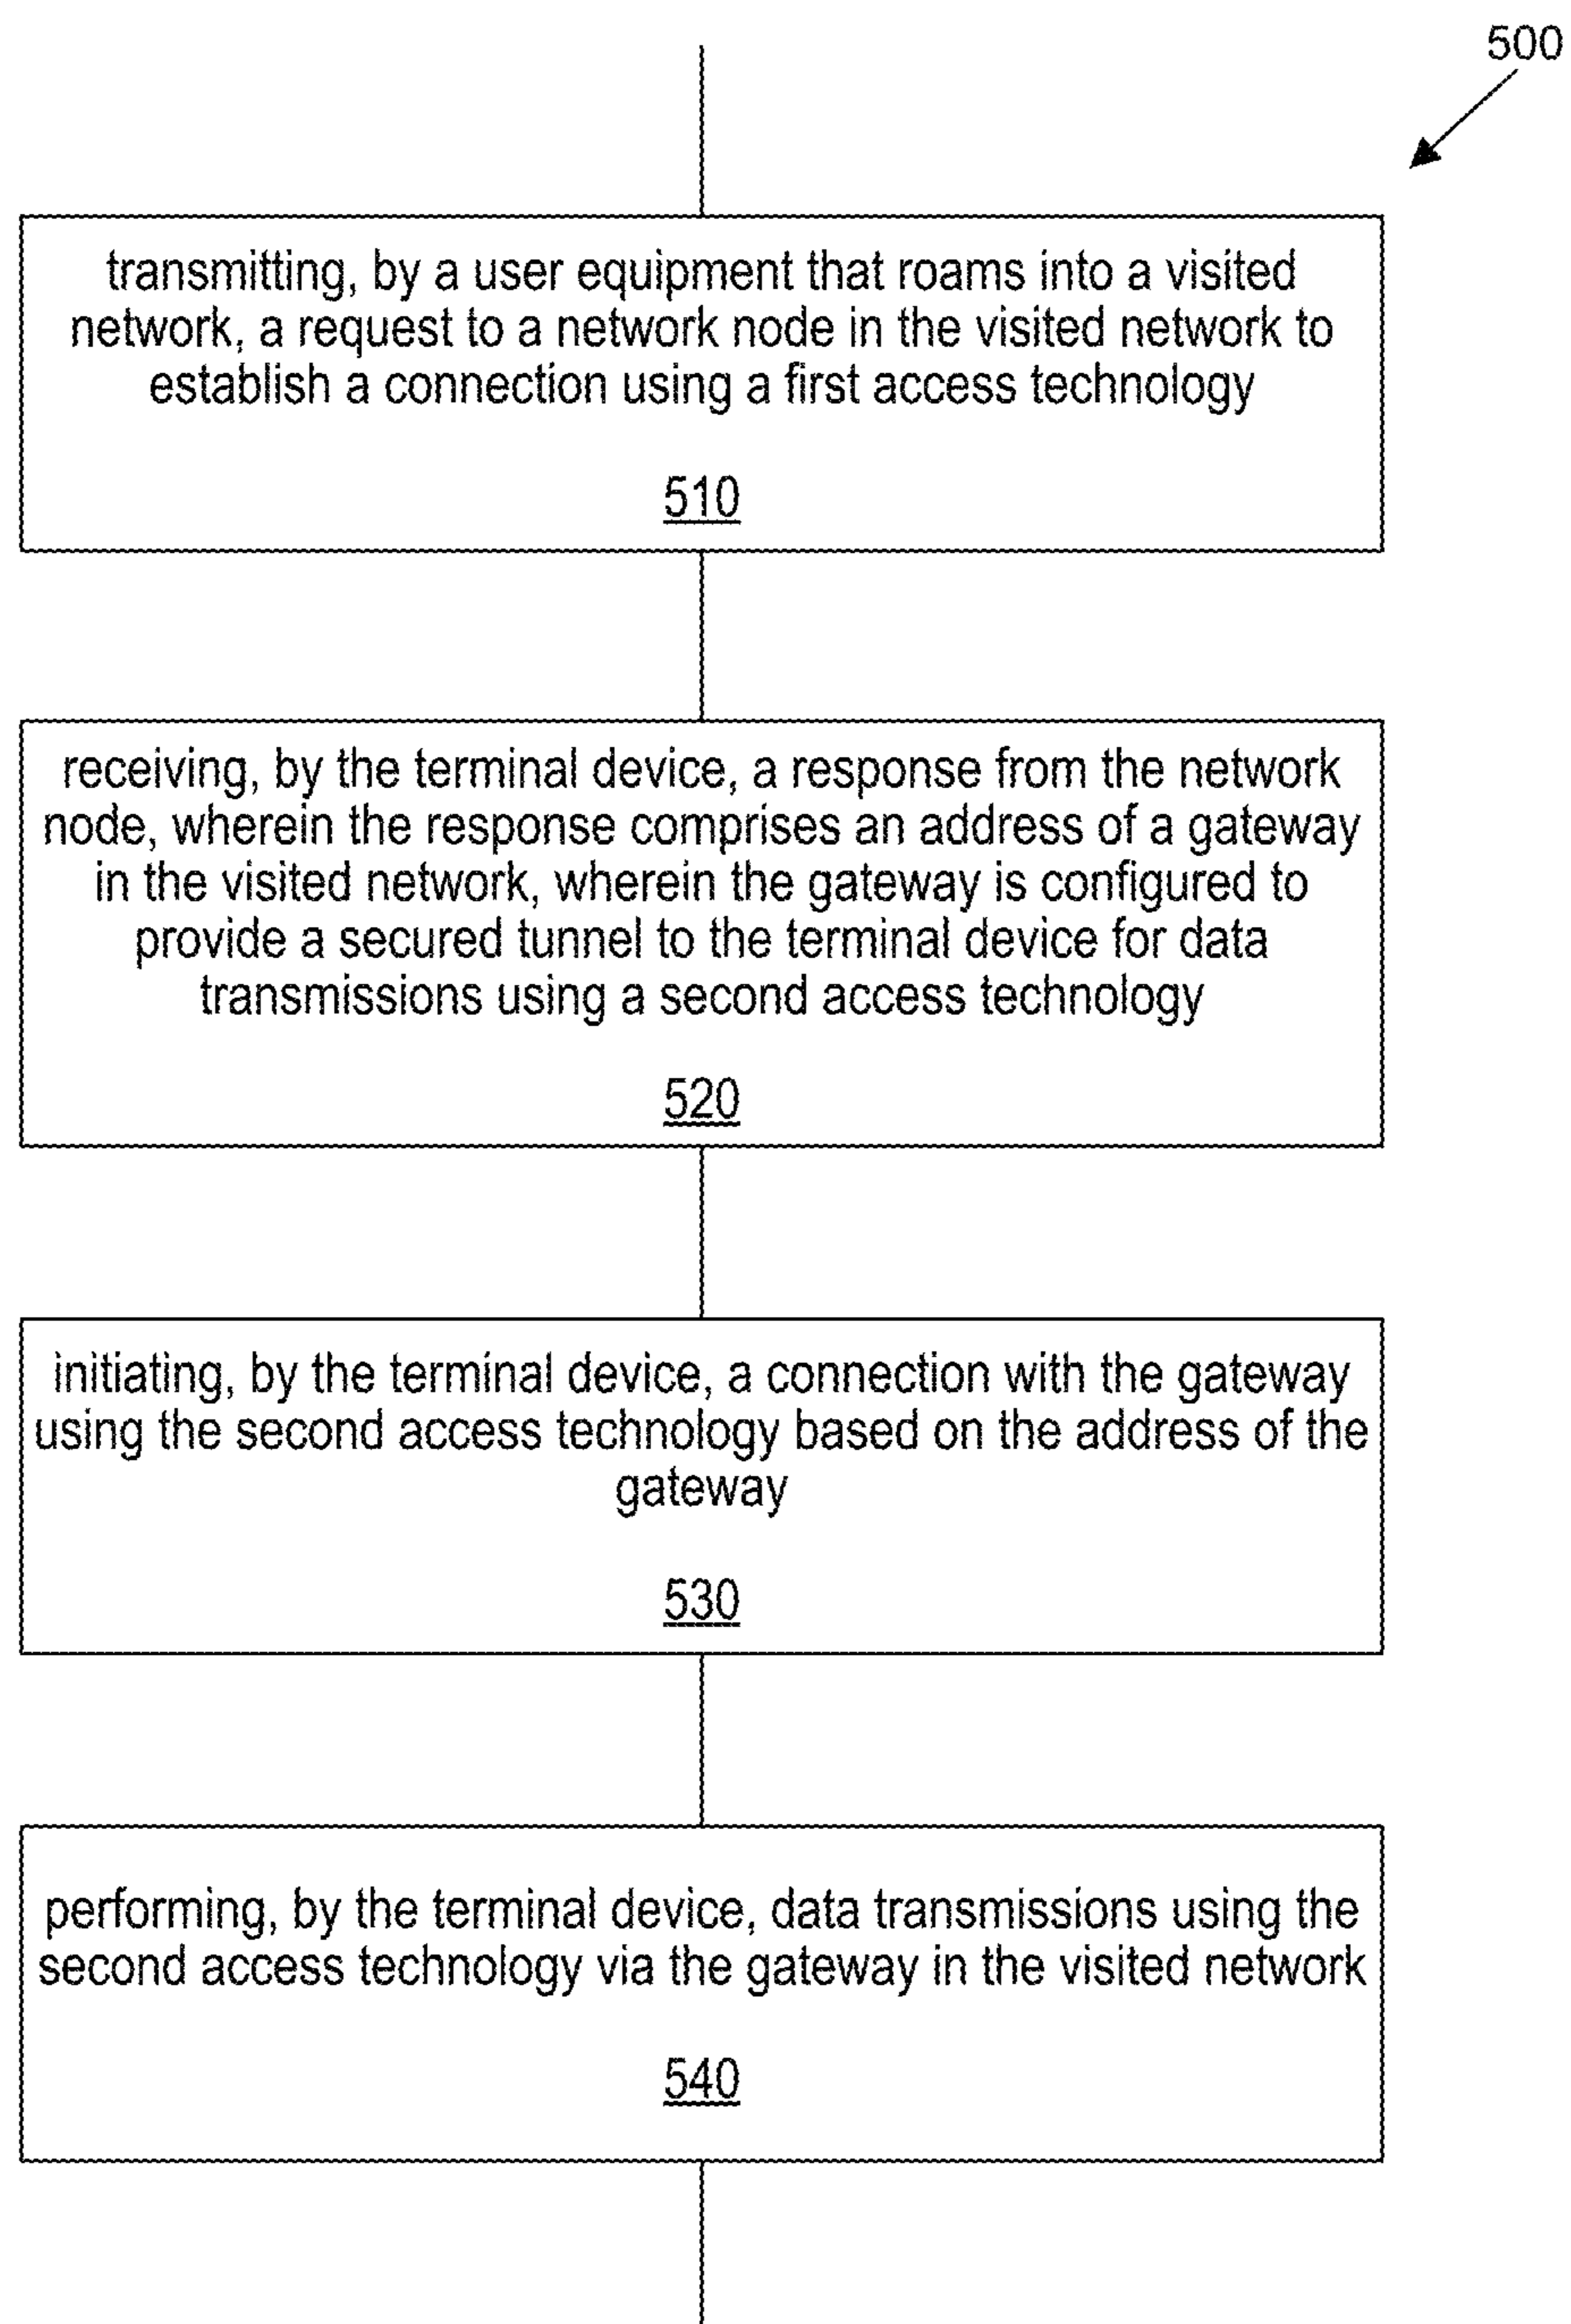 500
transmitting, by a user equipment that roams into a visited
network, a request to a network node in the visited network to
establish a connection using a first access technology
510
receiving, by the terminal device, a response from the network
node, wherein the response comprises an address of a gateway
in the visited network, wherein the gateway is configured to
provide a secured tunnel to the terminal device for data
transmissions using a second access technology
520
initiating, by the terminal device, a connection with the gateway
using the second access technology based on the address of the
gateway
530
performing, by the terminal device, data transmissions using the
second access technology via the gateway in the visited network
540